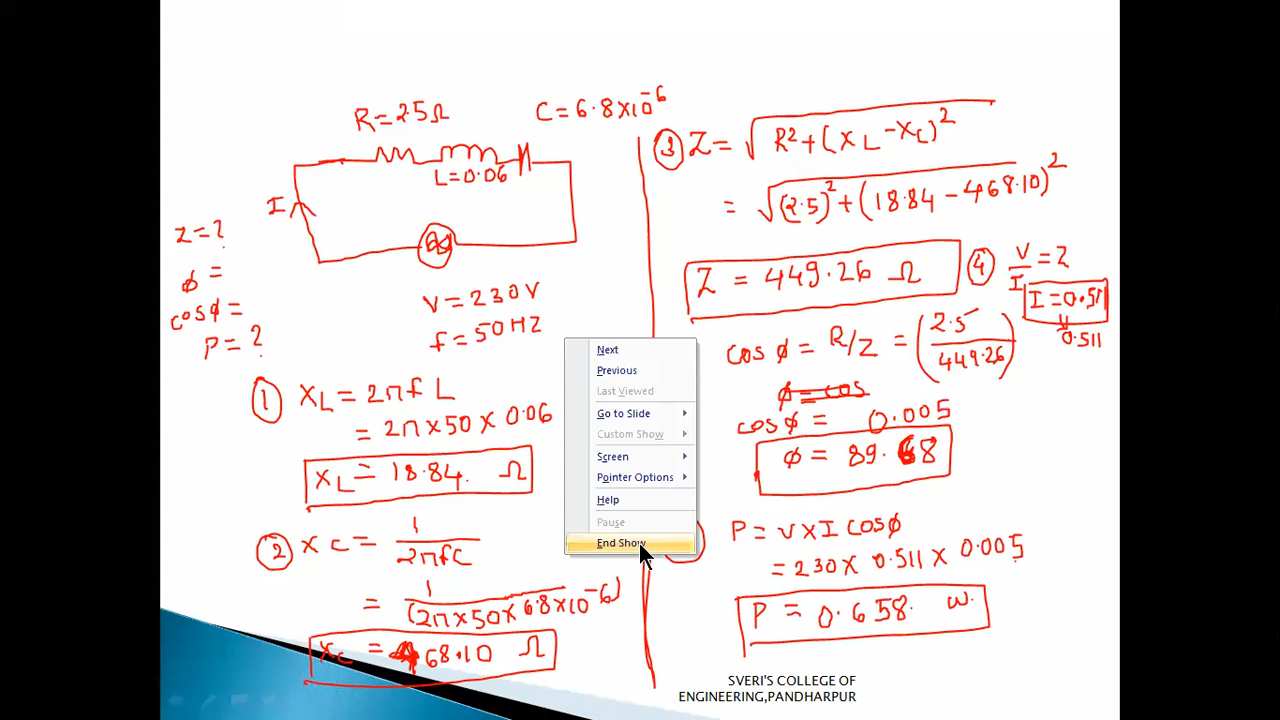 R=25Ω
C=6.8x10^-6
L=0.06
I
z=?
φ=
cosφ=
P=?
V=230V
f=50HZ
① XL=2πfL
=2π×50×0.06
XL=18.84. Ω
② XC=1/2πfC
=1/(2π×50×6.8×10^-6)
XC=468.10 Ω
③ Z=√R²+(XL-XC)²
=√(2.5)²+(18.84-468.10)²
Z=449.26 Ω
④ V/I=Z
I=0.511
0.511
cosφ=R/Z=(2.5/449.26)
φ=cos
cosφ=0.005
φ=89.68
P=V×I cosφ
=230×0.511×0.005
P=0.658. w.
Next
Previous
Last Viewed
Go to Slide
Custom Show
Screen
Pointer Options
Help
Pause
End Show
SVERI'S COLLEGE OF
ENGINEERING,PANDHARPUR